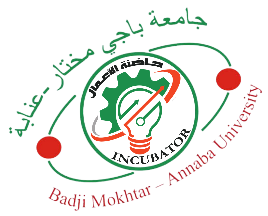 جامعة باجي مختار-عنابة
حاضنة الأعمال
INCUBATOR
Badji Mokhtar – Annaba University